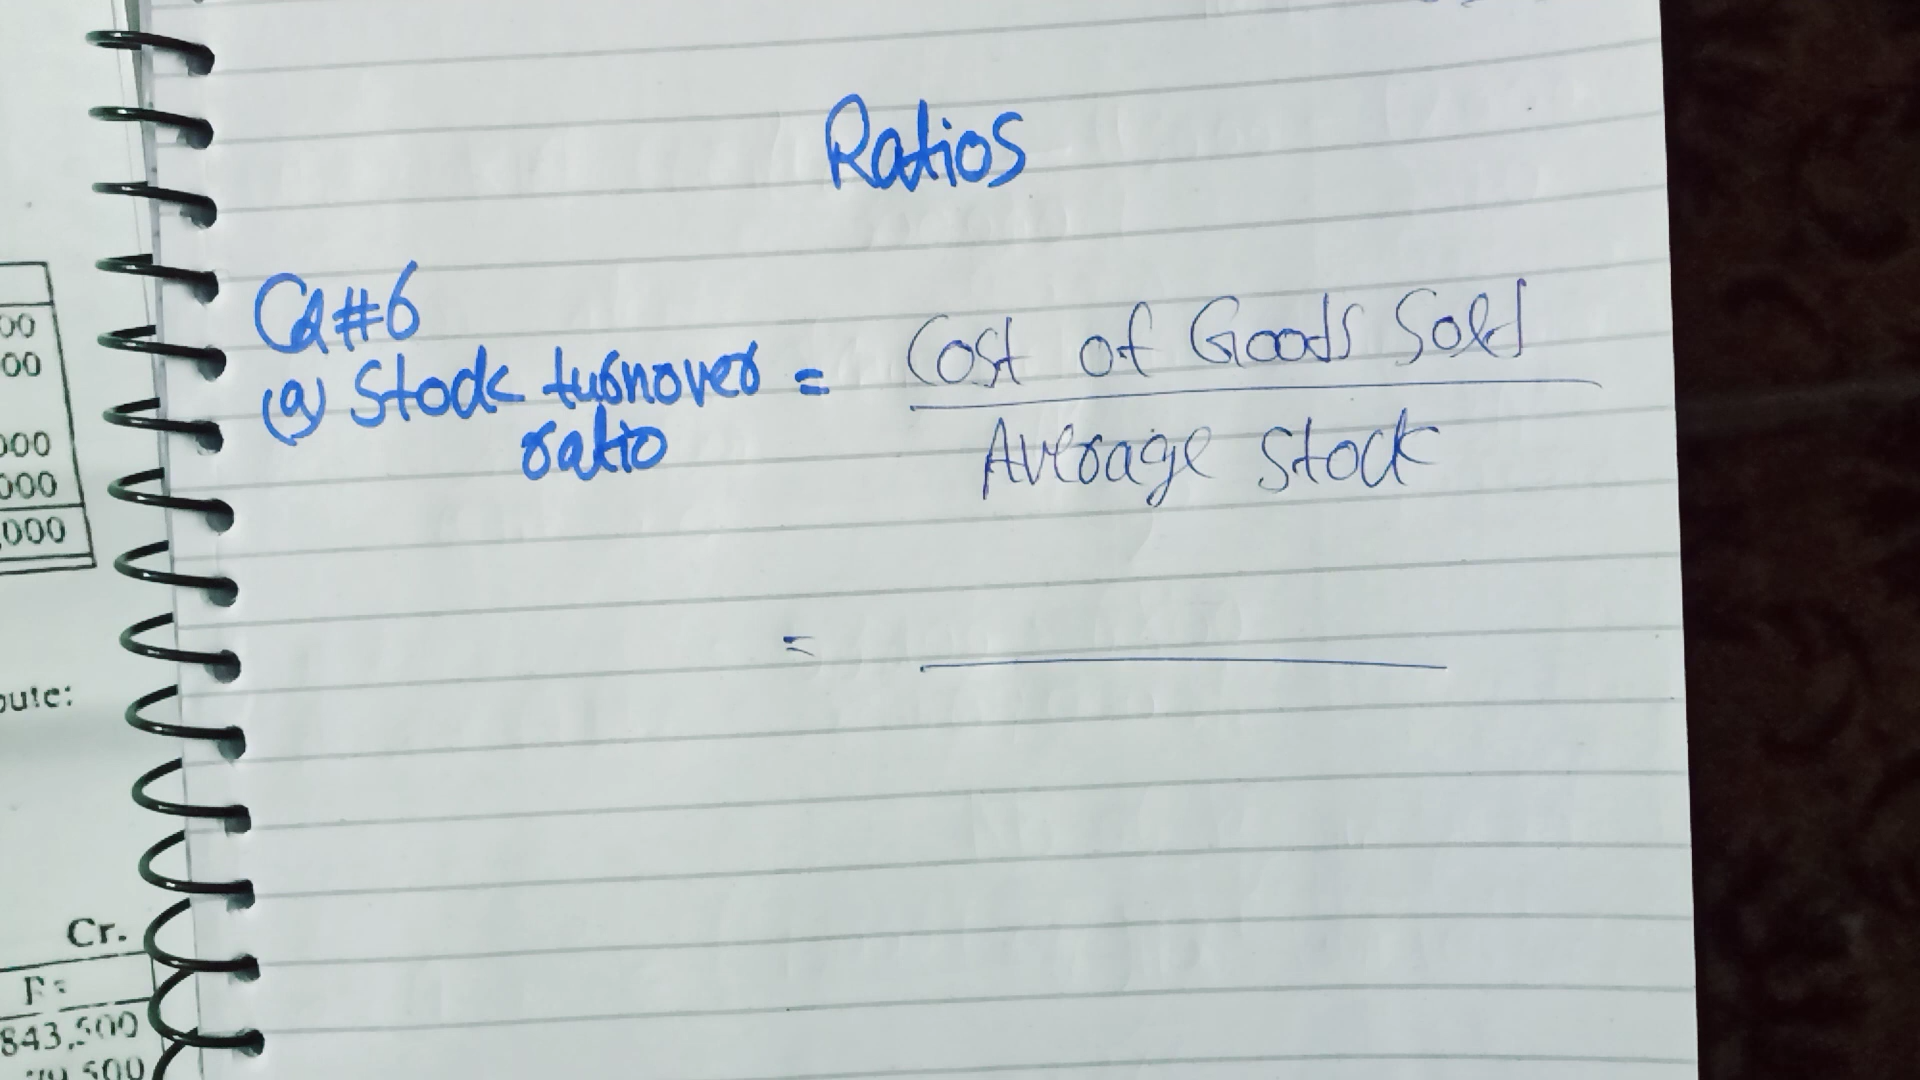 Ratios
Q#6
(a) Stock turnover = Cost of Goods Sold
ratio Average Stock
=
00
00
000
000
,000
pute:
Cr.
843,500
500